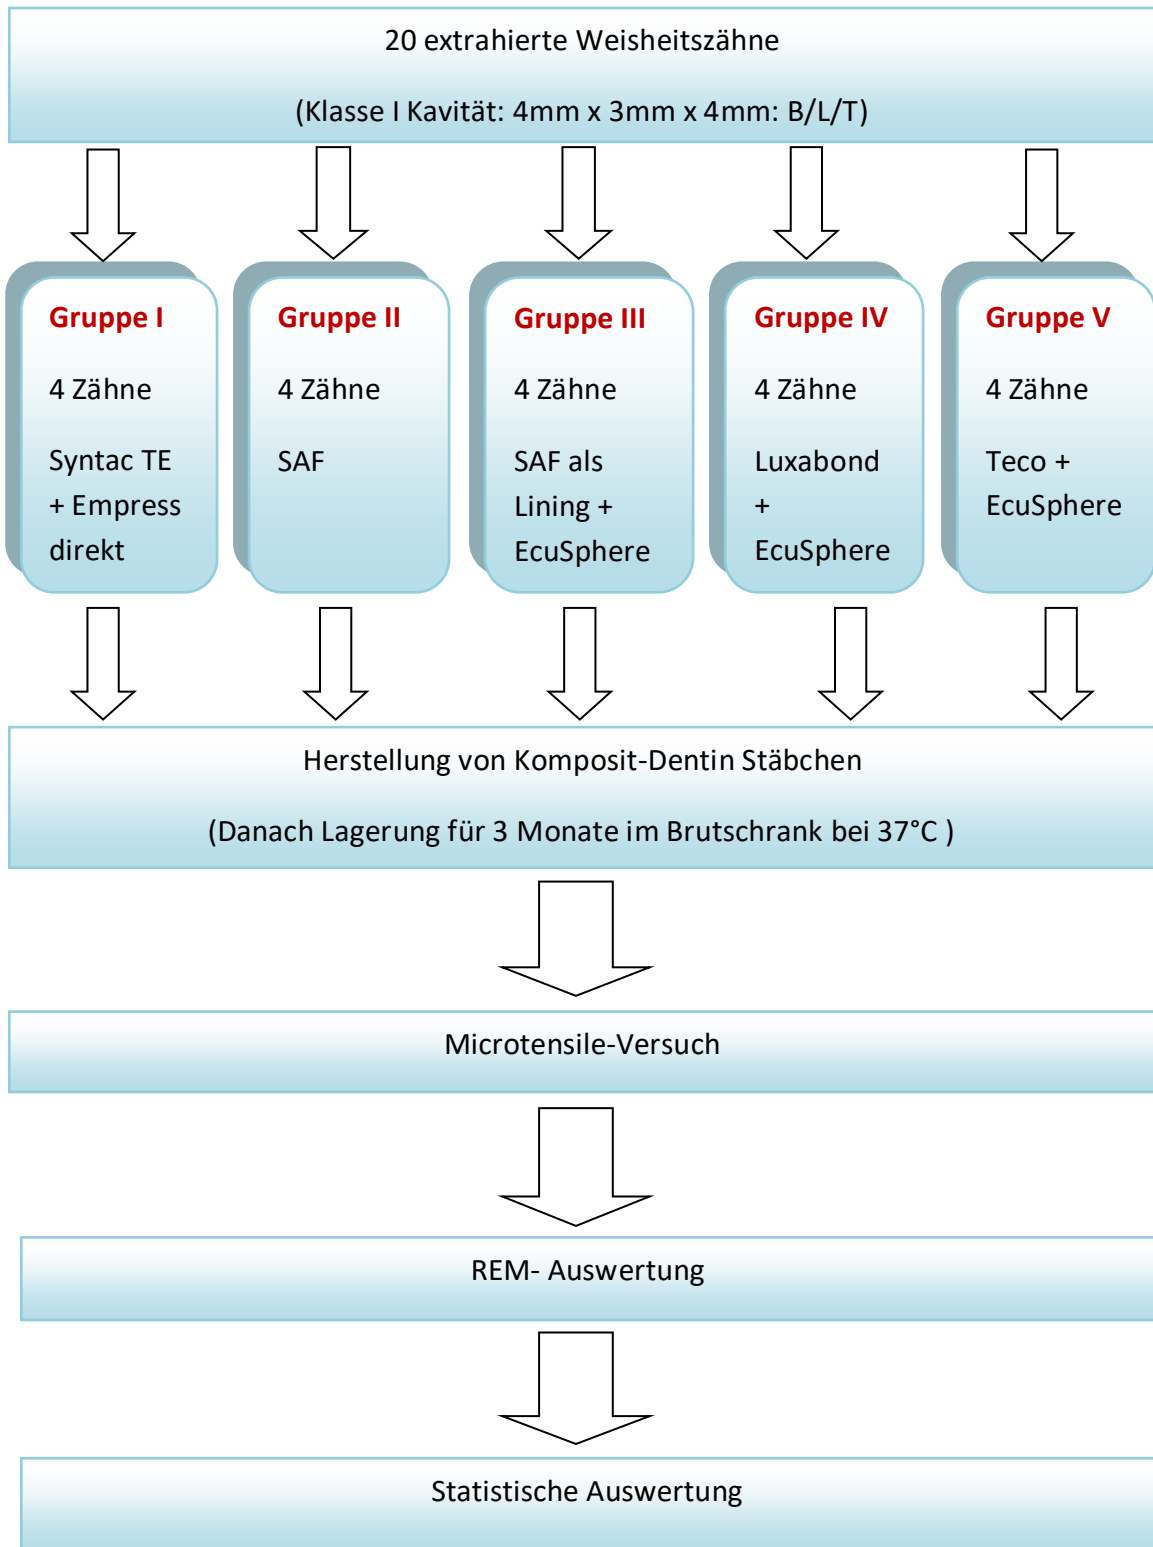 20 extrahierte Weisheitszähne
(Klasse I Kavität: 4mm x 3mm x 4mm: B/L/T)
Gruppe I
4 Zähne
Syntac TE
+ Empress
direkt
Gruppe II
4 Zähne
SAF
Gruppe III
4 Zähne
SAF als
Lining +
EcuSphere
Gruppe IV
4 Zähne
Luxabond
+
EcuSphere
Gruppe V
4 Zähne
Teco +
EcuSphere
Herstellung von Komposit-Dentin Stäbchen
(Danach Lagerung für 3 Monate im Brutschrank bei 37°C )
Microtensile-Versuch
REM- Auswertung
Statistische Auswertung